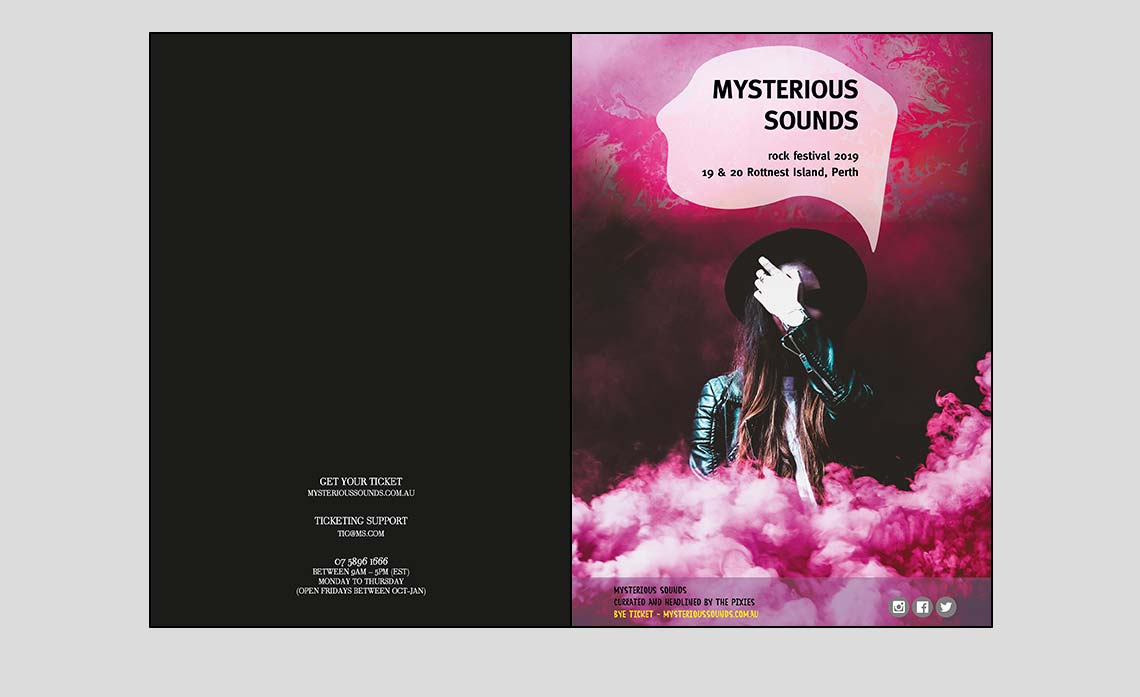 GET YOUR TICKET
MYSTERIOUSSOUNDS.COM.AU
TICKETING SUPPORT
TIC@MS.COM
07 5896 1666
BETWEEN 9AM – 5PM (EST)
MONDAY TO THURSDAY
(OPEN FRIDAYS BETWEEN OCT-JAN)
MYSTERIOUS
SOUNDS
rock festival 2019
19 & 20 Rottnest Island, Perth
MYSTERIOUS SOUNDS
CURRATED AND HEADLINED BY THE PIXIES
BYE TICKET - MYSTERIOUSSOUNDS.COM.AU